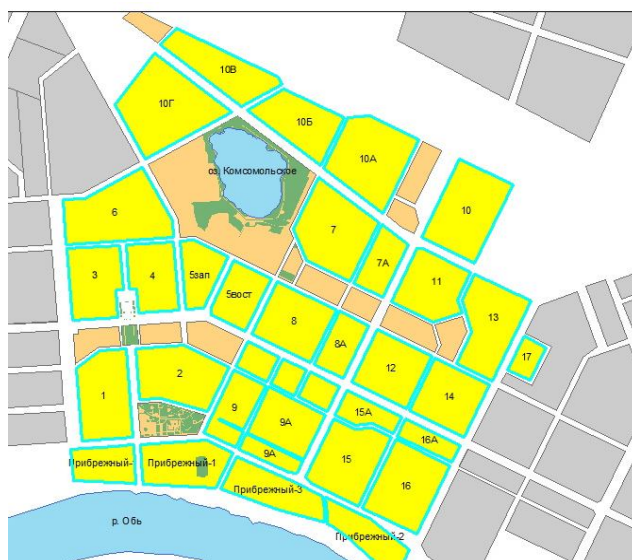 10В
10Г
10Б
оз. Комсомольское
10А
10
6
7
7А
3
4
5зап
5вост
11
13
8
8А
17
12
14
1
2
9
9А
15А
16А
9А
15
16
Прибрежный-
Прибрежный-1
Прибрежный-3
р. Обь
Прибрежный-2